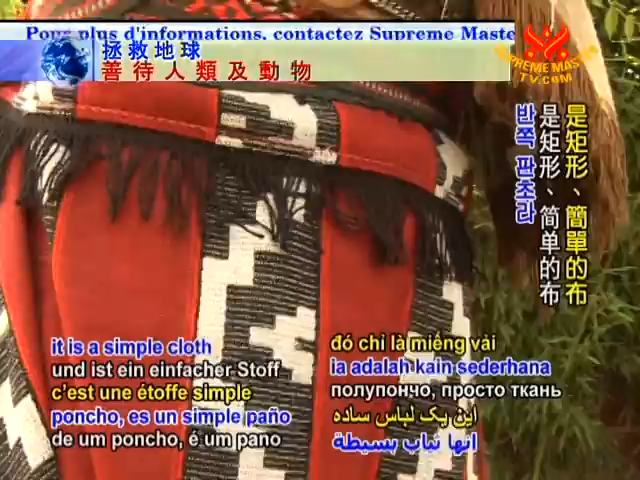 Pour plus d'informations, contactez Supreme Maste
拯救地球
善待人類及動物
SUPREME MASTER
TV.COM
是矩形、簡單的布
是矩形、简单的布
반쪽 판초라
it is a simple cloth
und ist ein einfacher Stoff
c'est une étoffe simple
poncho, es un simple paño
de um poncho, é um pano
đó chỉ là miếng vải
ia adalah kain sederhana
полупончо, просто ткань
این یک لباس ساده
انها ثياب بسيطة